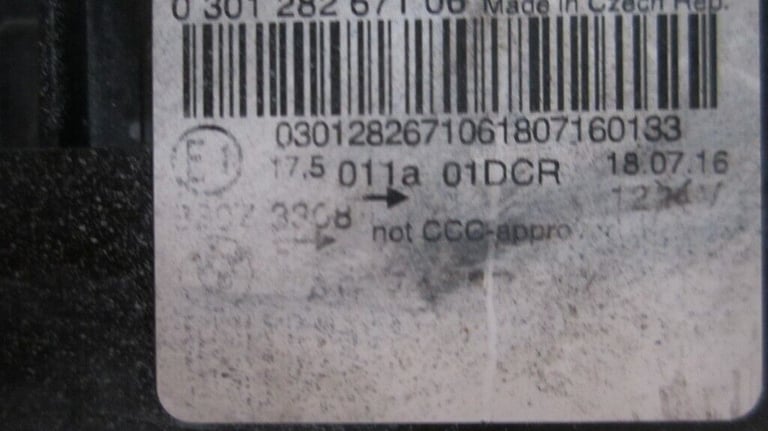 0 301 282 671 06 Made in Czech Rep.
0301282671061807160133
E1 17,5 011a 01DCR 18.07.16
3308
not CCC-appro